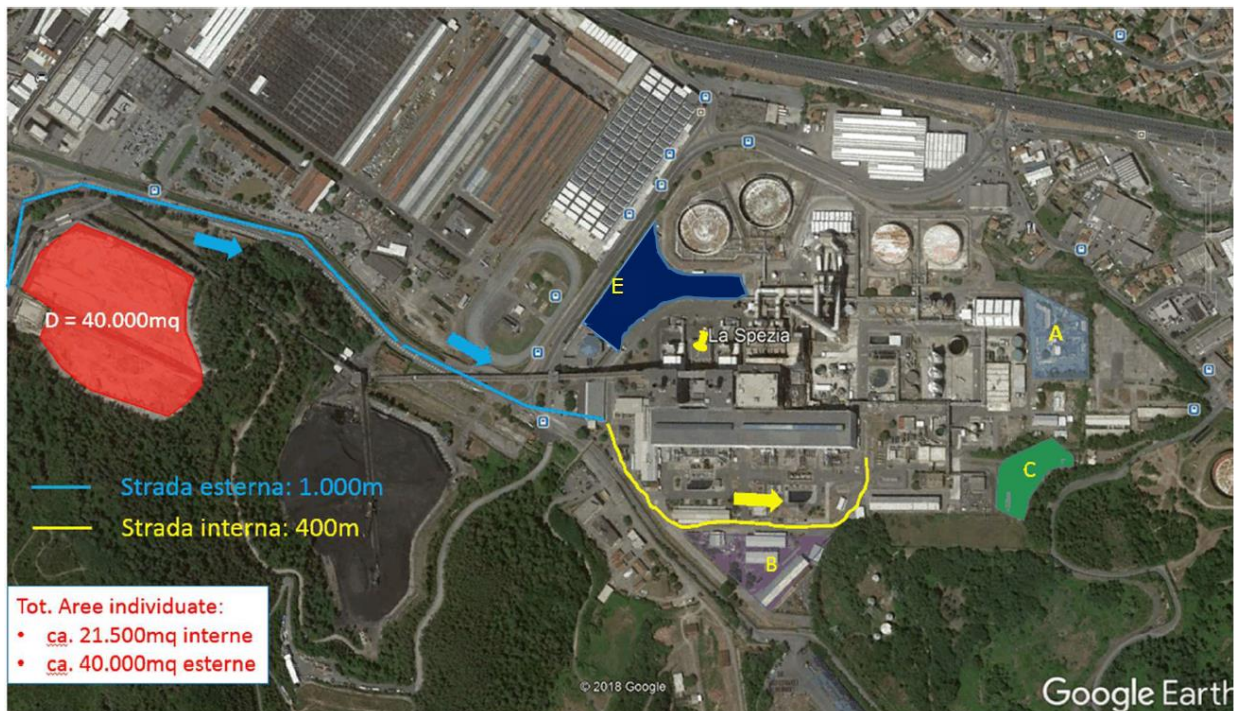 E
La Spezia
A
D = 40.000mq
C
Strada esterna: 1.000m
Strada interna: 400m
B
Tot. Aree individuate:
• ca. 21.500mq interne
• ca. 40.000mq esterne
© 2018 Google
Google Earth